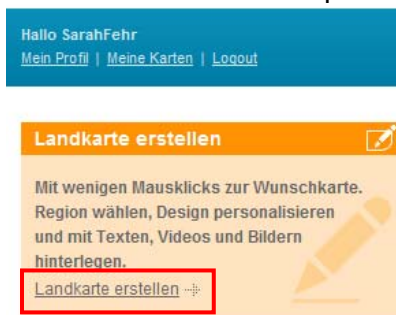 Hallo SarahFehr
Mein Profil | Meine Karten | Logout
Landkarte erstellen
Mit wenigen Mausklicks zur Wunschkarte.
Region wählen, Design personalisieren
und mit Texten, Videos und Bildern
hinterlegen.
Landkarte erstellen